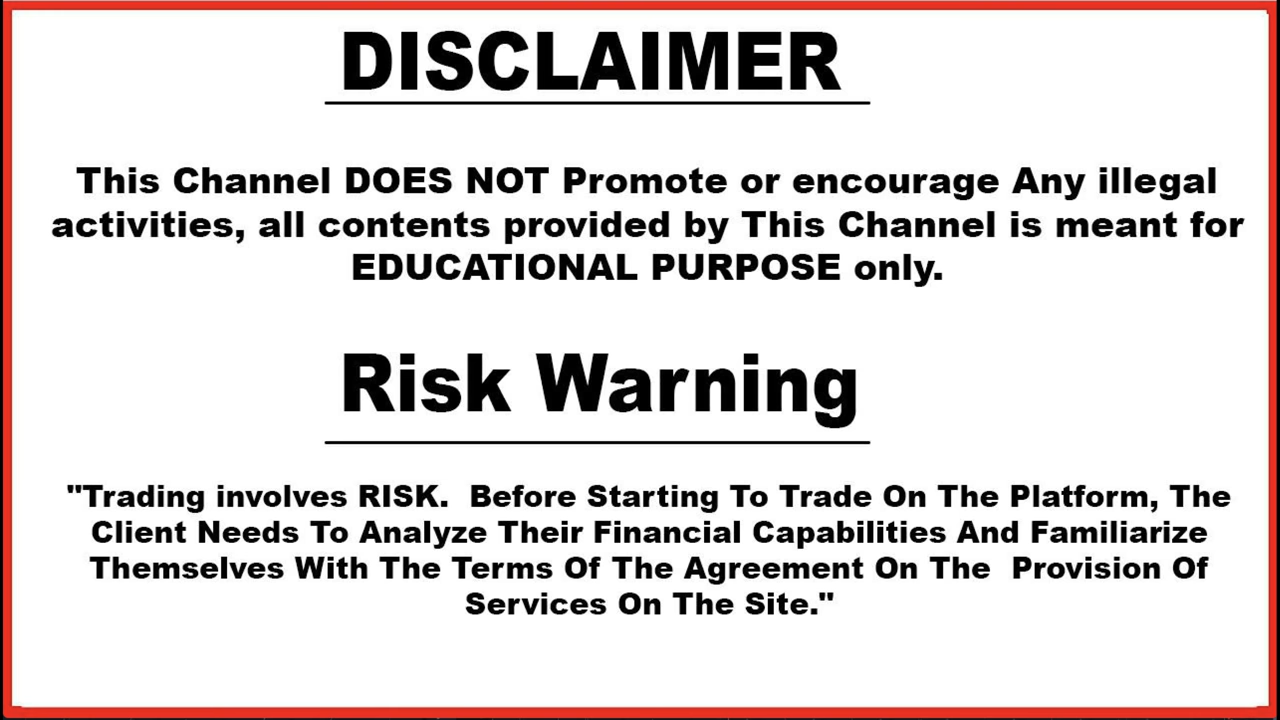 DISCLAIMER
This Channel DOES NOT Promote or encourage Any illegal
activities, all contents provided by This Channel is meant for
EDUCATIONAL PURPOSE only.
Risk Warning
"Trading involves RISK.  Before Starting To Trade On The Platform, The
Client Needs To Analyze Their Financial Capabilities And Familiarize
Themselves With The Terms Of The Agreement On The  Provision Of
Services On The Site."